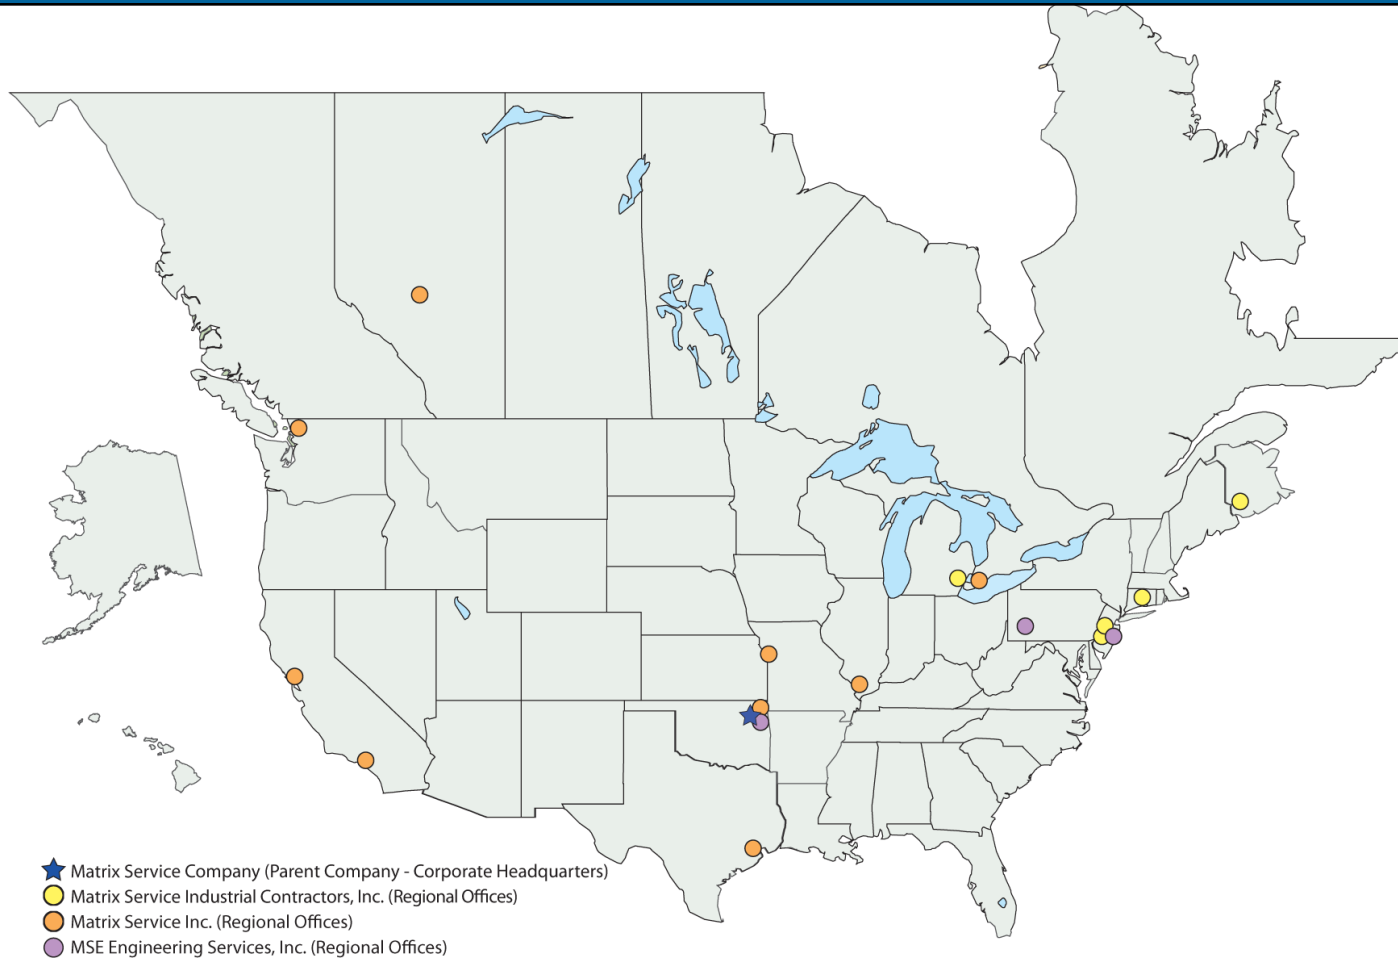 Matrix Service Company (Parent Company - Corporate Headquarters)
Matrix Service Industrial Contractors, Inc. (Regional Offices)
Matrix Service Inc. (Regional Offices)
MSE Engineering Services, Inc. (Regional Offices)